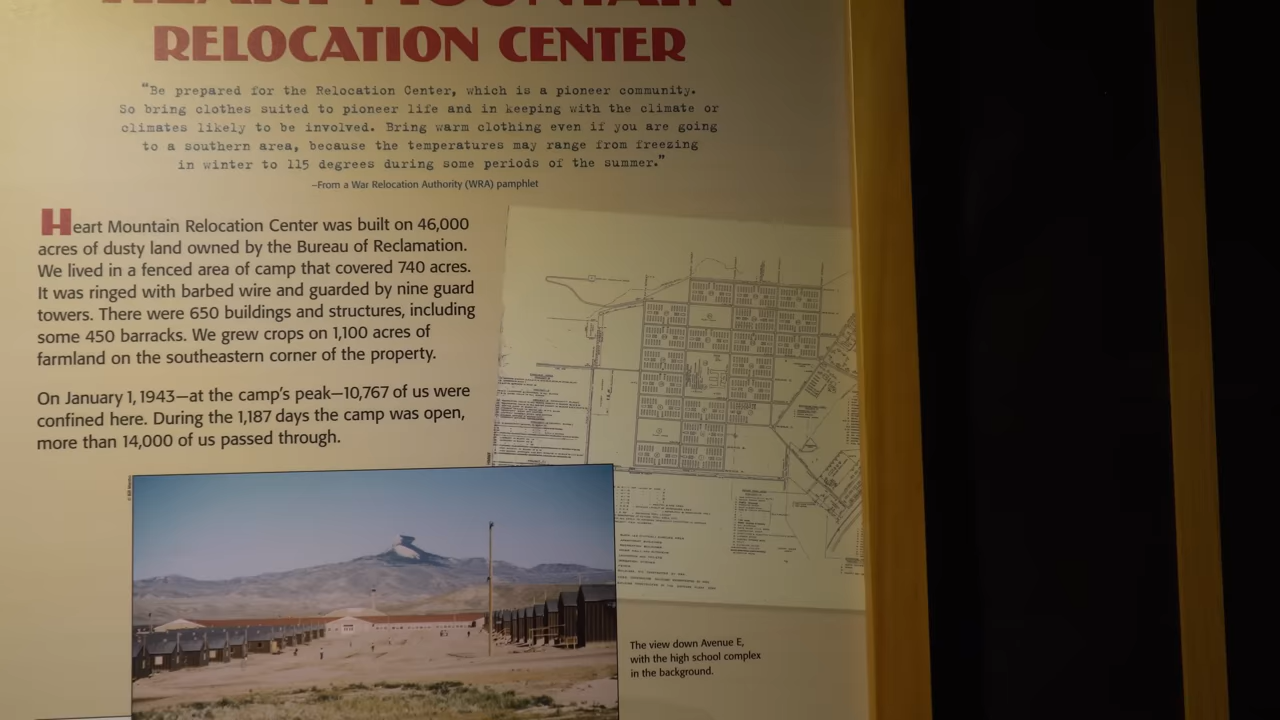 HEART MOUNTAIN
RELOCATION CENTER
"Be prepared for the Relocation Center, which is a pioneer community.
So bring clothes suited to pioneer life and in keeping with the climate or
climates likely to be involved. Bring warm clothing even if you are going
to a southern area, because the temperatures may range from freezing
in winter to 115 degrees during some periods of the summer."
–From a War Relocation Authority (WRA) pamphlet
Heart Mountain Relocation Center was built on 46,000
acres of dusty land owned by the Bureau of Reclamation.
We lived in a fenced area of camp that covered 740 acres.
It was ringed with barbed wire and guarded by nine guard
towers. There were 650 buildings and structures, including
some 450 barracks. We grew crops on 1,100 acres of
farmland on the southeastern corner of the property.
On January 1, 1943—at the camp's peak—10,767 of us were
confined here. During the 1,187 days the camp was open,
more than 14,000 of us passed through.
The view down Avenue E,
with the high school complex
in the background.